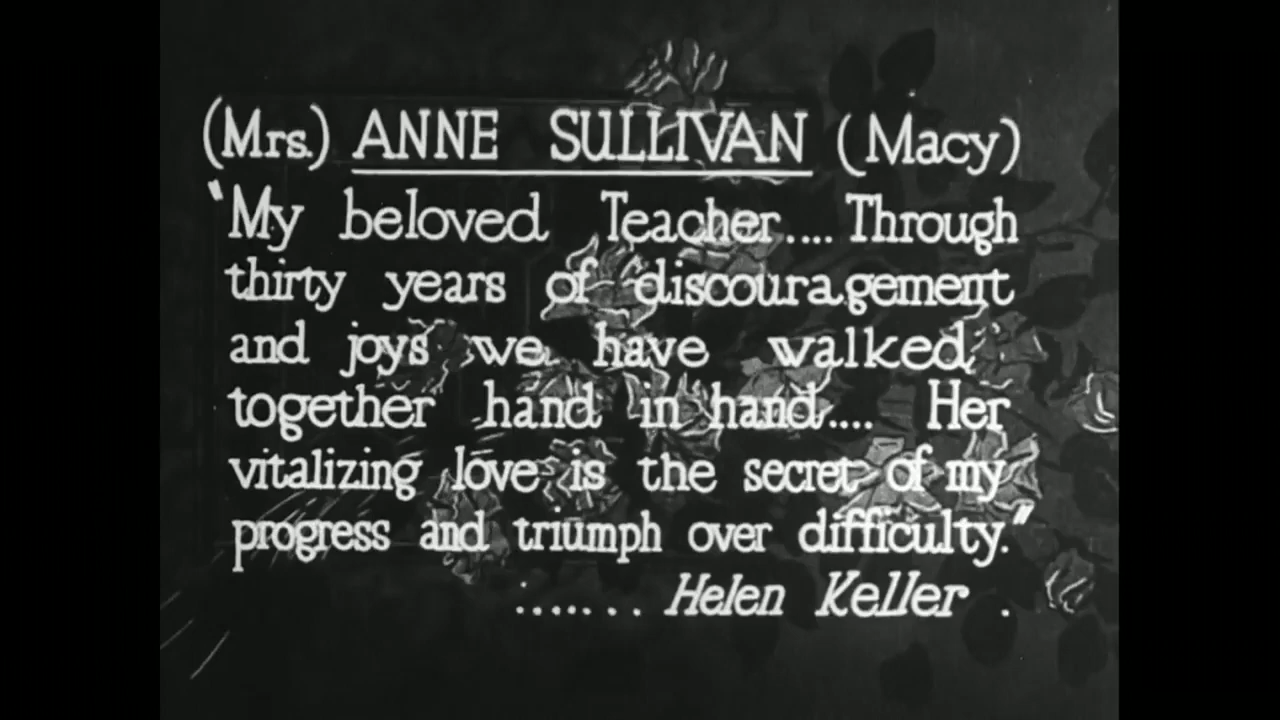 (Mrs.) ANNE SULLIVAN (Macy)
"My beloved Teacher.... Through
thirty years of discouragement
and joys we have walked
together hand in hand.... Her
vitalizing love is the secret of my
progress and triumph over difficulty."
....... Helen Keller .